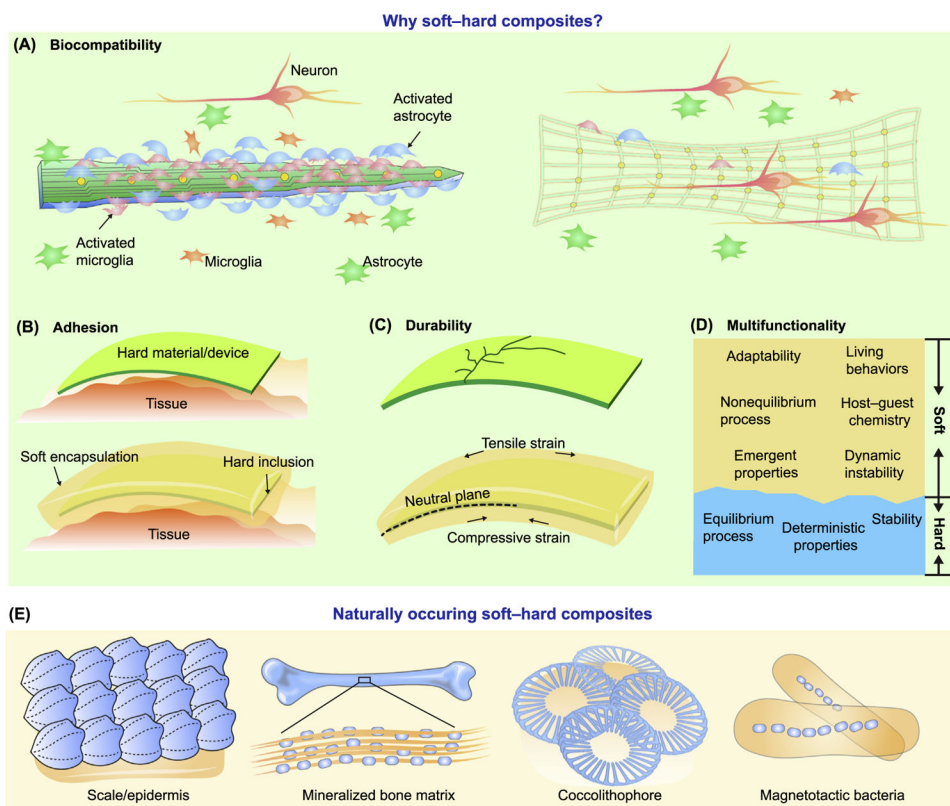 Why soft–hard composites?
(A) Biocompatibility
Neuron
Activated
astrocyte
Activated
microglia
Microglia
Astrocyte
(B) Adhesion
Hard material/device
Tissue
Soft encapsulation
Hard inclusion
Tissue
(C) Durability
Tensile strain
Neutral plane
Compressive strain
(D) Multifunctionality
Adaptability
Living
behaviors
Nonequilibrium
process
Host–guest
chemistry
Emergent
properties
Dynamic
instability
Soft
Equilibrium
process
Deterministic
properties
Stability
Hard
(E)
Naturally occuring soft–hard composites
Scale/epidermis
Mineralized bone matrix
Coccolithophore
Magnetotactic bacteria